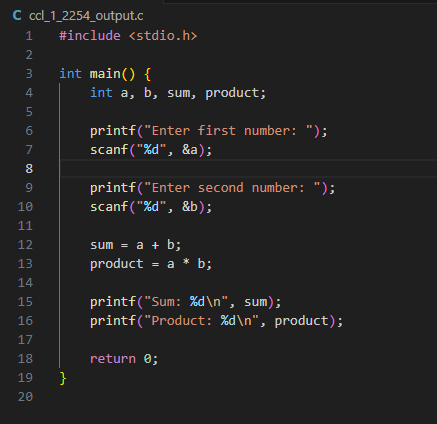 C ccl_1_2254_output.c
1 #include <stdio.h>
2
3 int main() {
4     int a, b, sum, product;
5
6     printf("Enter first number: ");
7     scanf("%d", &a);
8
9     printf("Enter second number: ");
10     scanf("%d", &b);
11
12     sum = a + b;
13     product = a * b;
14
15     printf("Sum: %d\n", sum);
16     printf("Product: %d\n", product);
17
18     return 0;
19 }
20